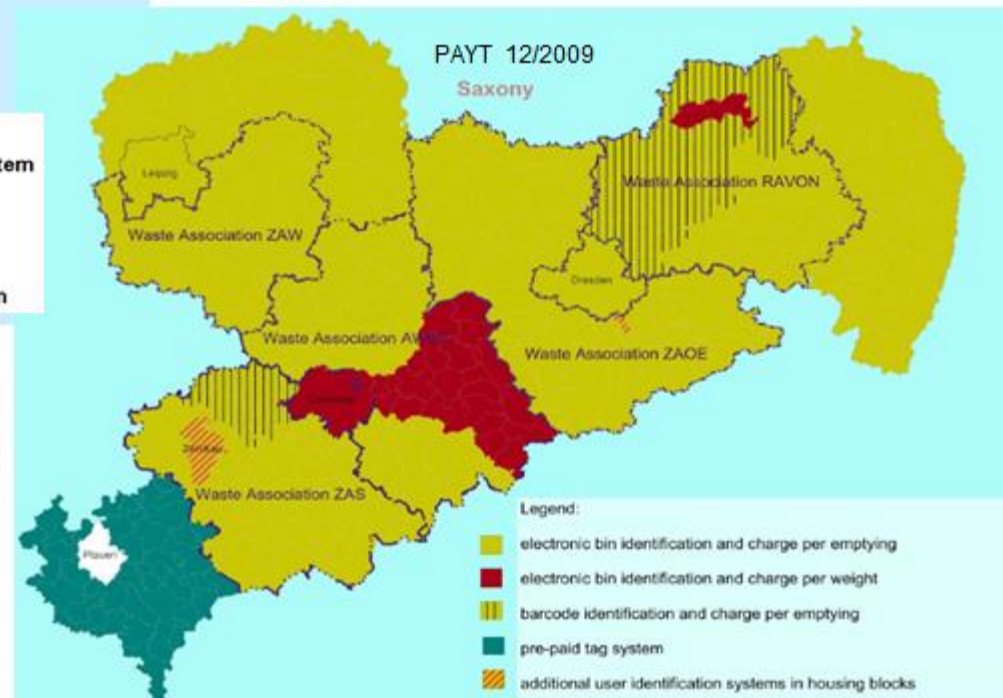 PAYT 12/2009
Saxony
tem
n
Leipzig
Waste Association RAVON
Waste Association ZAW
Dresden
Waste Association
Waste Association ZAOE
Zwickau
Waste Association ZAS
Plauen
Legend:
electronic bin identification and charge per emptying
electronic bin identification and charge per weight
barcode identification and charge per emptying
pre-paid tag system
additional user identification systems in housing blocks